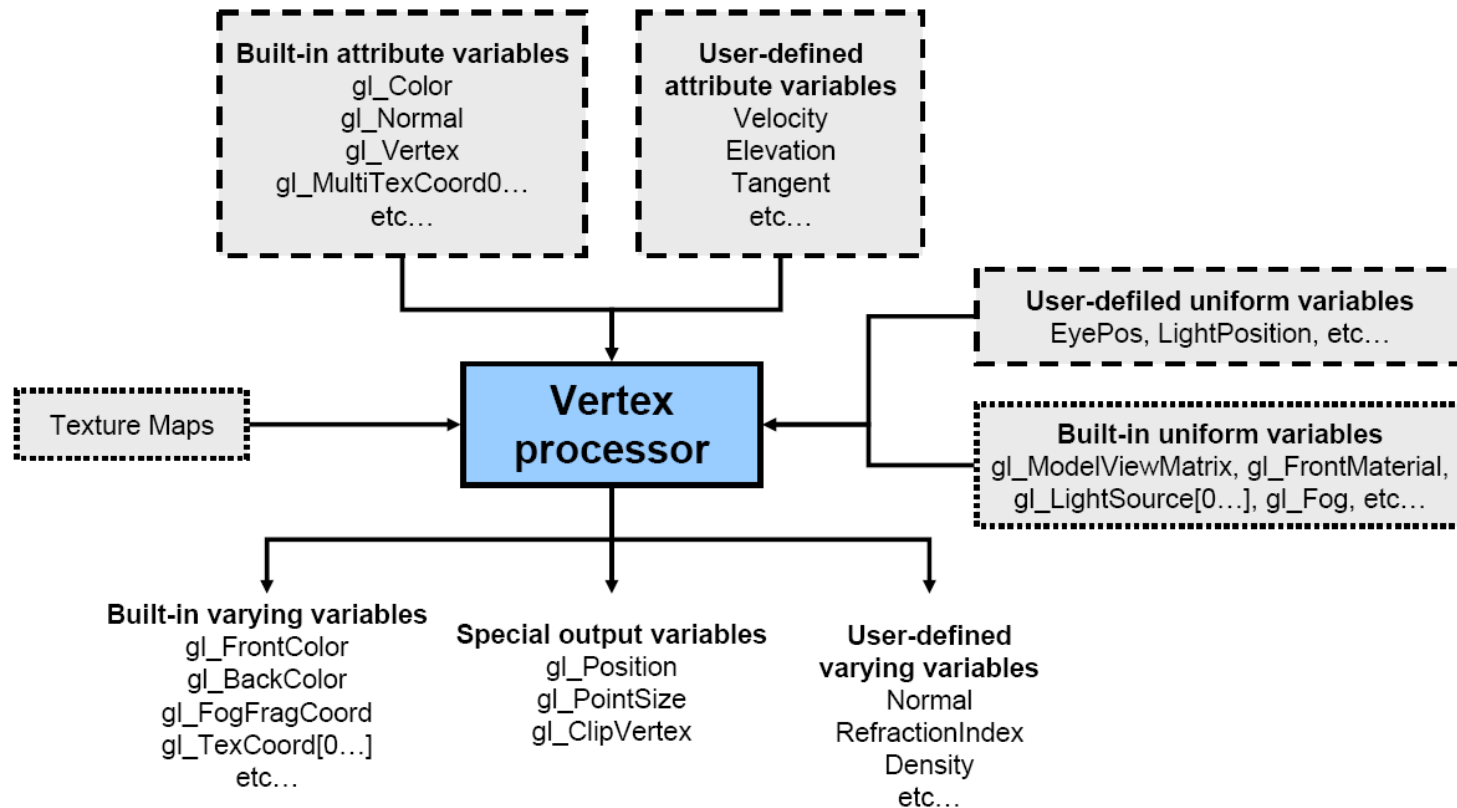 Built-in attribute variables
gl_Color
gl_Normal
gl_Vertex
gl_MultiTexCoord0…
etc…
User-defined
attribute variables
Velocity
Elevation
Tangent
etc…
User-defiled uniform variables
EyePos, LightPosition, etc…
Texture Maps
Vertex
processor
Built-in uniform variables
gl_ModelViewMatrix, gl_FrontMaterial,
gl_LightSource[0…], gl_Fog, etc…
Built-in varying variables
gl_FrontColor
gl_BackColor
gl_FogFragCoord
gl_TexCoord[0…]
etc…
Special output variables
gl_Position
gl_PointSize
gl_ClipVertex
User-defined
varying variables
Normal
RefractionIndex
Density
etc…